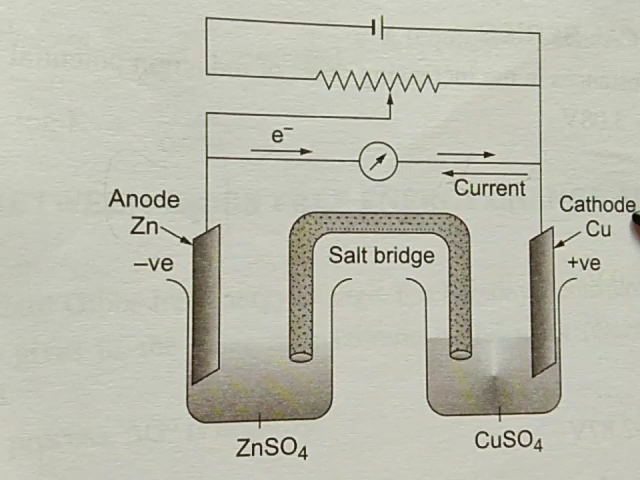 e⁻
Current
Anode
Zn
–ve
Cathode
Cu
+ve
Salt bridge
ZnSO₄
CuSO₄